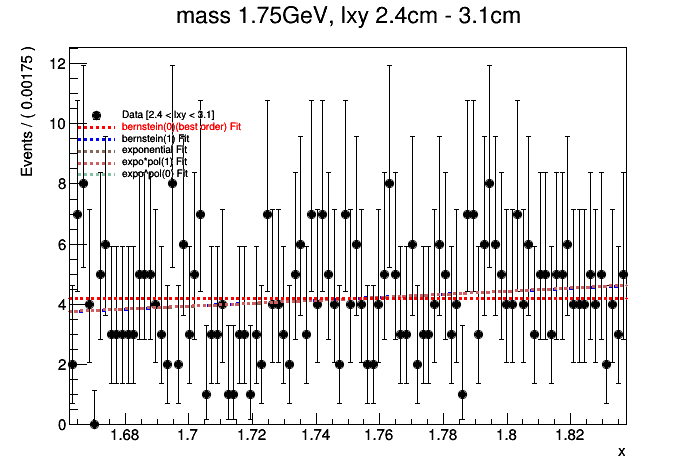 mass 1.75GeV, lxy 2.4cm - 3.1cm
Events / ( 0.00175 )
12
10
8
6
4
2
0
Data [2.4 < lxy < 3.1]
bernstein(0)(best order) Fit
bernstein(1) Fit
exponential Fit
expo*pol(1) Fit
expo*pol(0) Fit
1.68 1.7 1.72 1.74 1.76 1.78 1.8 1.82
x